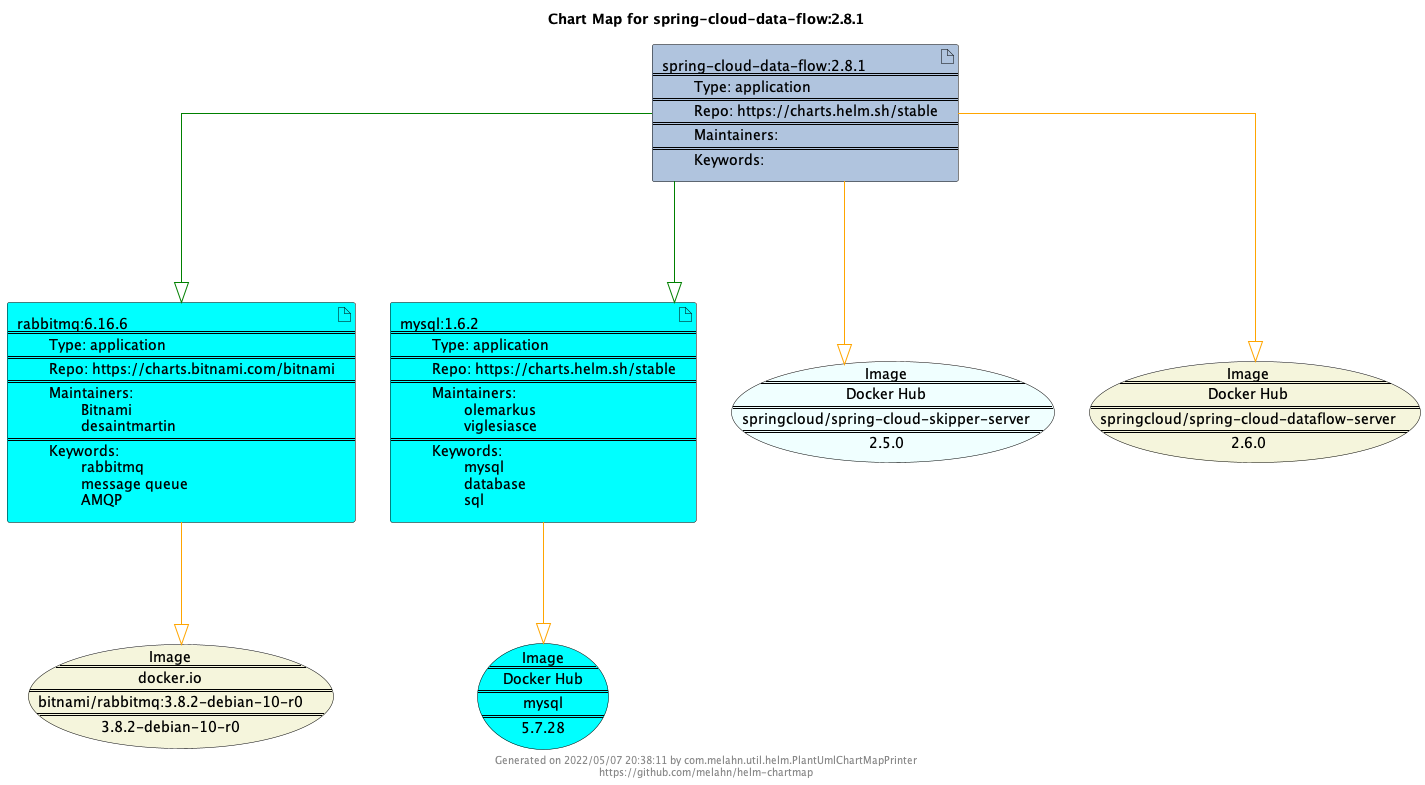 Chart Map for spring-cloud-data-flow:2.8.1
spring-cloud-data-flow:2.8.1
Type: application
Repo: https://charts.helm.sh/stable
Maintainers:
Keywords:
rabbitmq:6.16.6
Type: application
Repo: https://charts.bitnami.com/bitnami
Maintainers:
Bitnami
desaintmartin
Keywords:
rabbitmq
message queue
AMQP
mysql:1.6.2
Type: application
Repo: https://charts.helm.sh/stable
Maintainers:
olemarkus
viglesiasce
Keywords:
mysql
database
sql
Image
Docker Hub
springcloud/spring-cloud-skipper-server
2.5.0
Image
Docker Hub
springcloud/spring-cloud-dataflow-server
2.6.0
Image
docker.io
bitnami/rabbitmq:3.8.2-debian-10-r0
3.8.2-debian-10-r0
Image
Docker Hub
mysql
5.7.28
Generated on 2022/05/07 20:38:11 by com.melahn.util.helm.PlantUmlChartMapPrinter
https://github.com/melahn/helm-chartmap